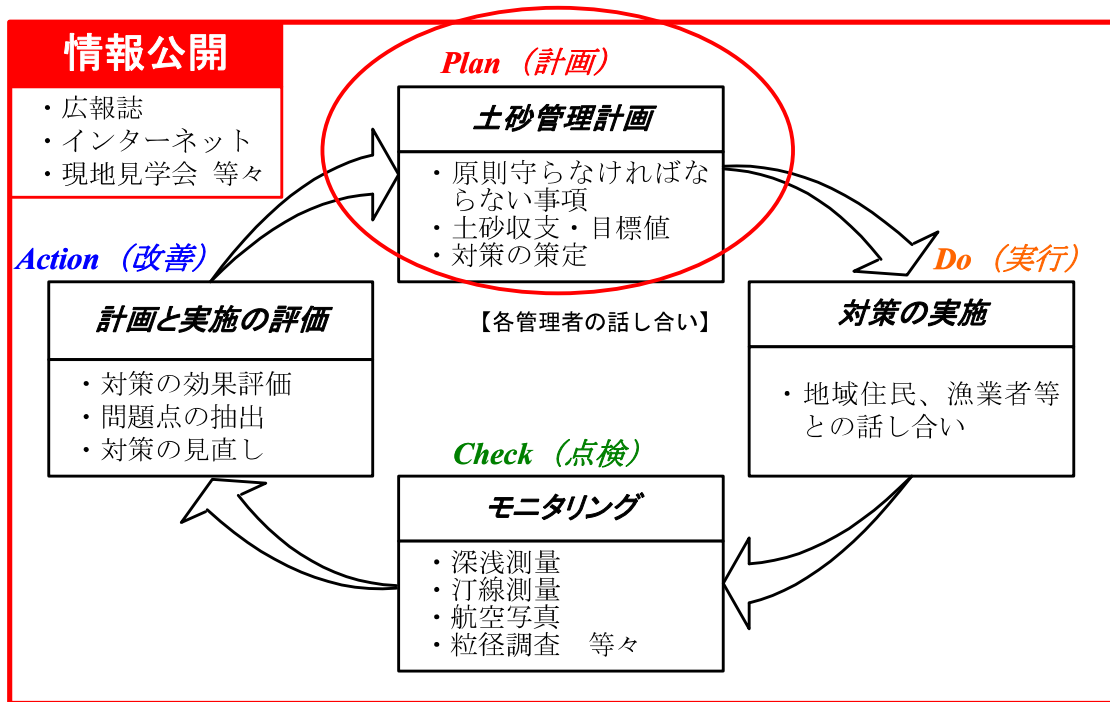 情報公開
・広報誌
・インターネット
・現地見学会 等々
Plan（計画）
土砂管理計画
・原則守らなければな
らない事項
・土砂収支・目標値
・対策の策定
【各管理者の話し合い】
Do（実行）
対策の実施
・地域住民、漁業者等
との話し合い
Check（点検）
モニタリング
・深浅測量
・汀線測量
・航空写真
・粒径調査　等々
Action（改善）
計画と実施の評価
・対策の効果評価
・問題点の抽出
・対策の見直し